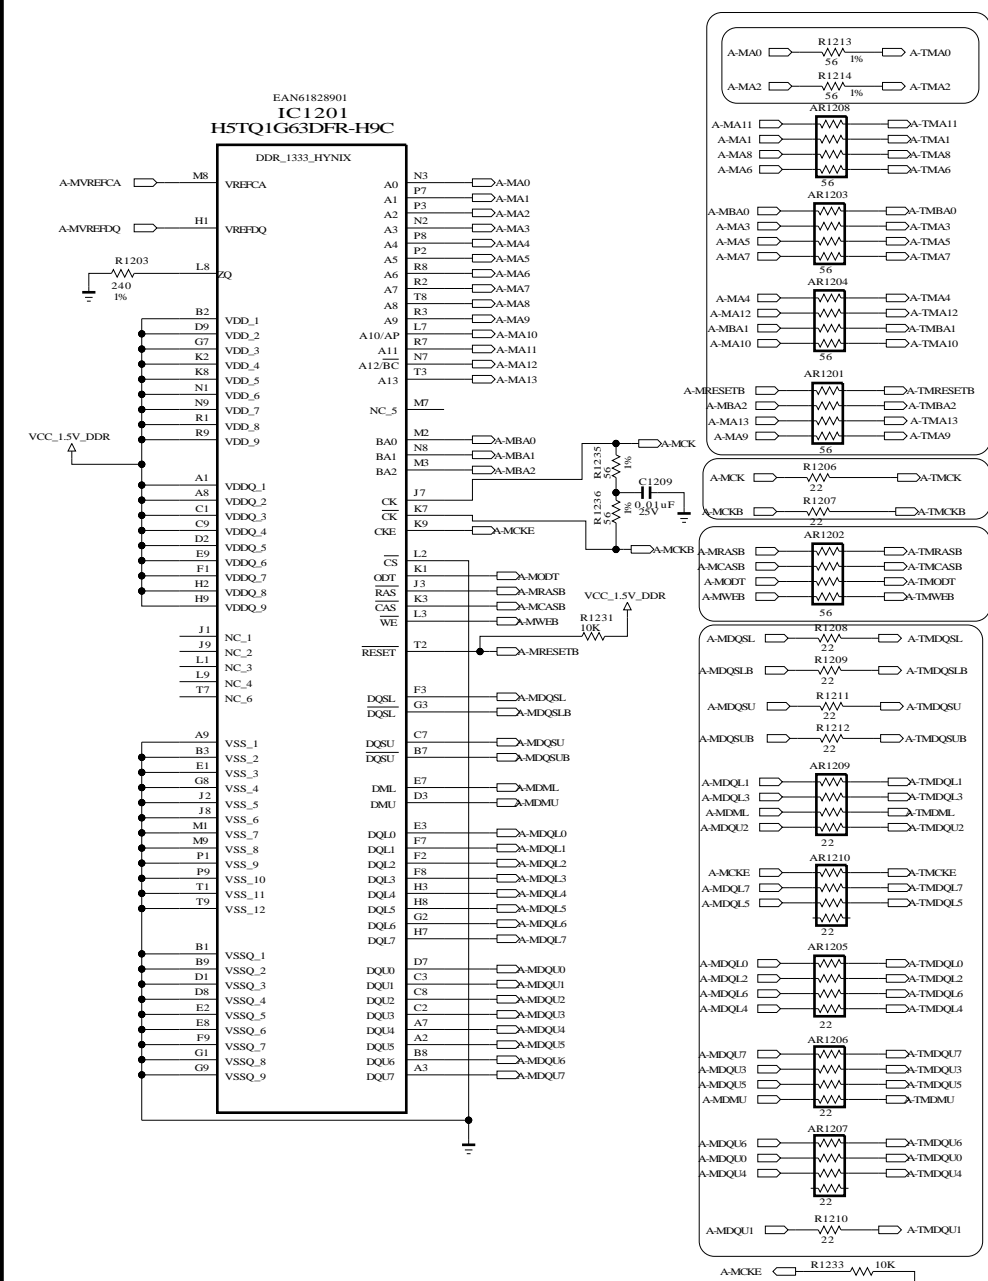 EAN61828901
IC1201
H5TQ1G63DFR-H9C
DDR_1333_HYNIX
A-MVREFCA M8 VREFCA
A-MVREFDQ H1 VREFDQ
R1203
240
1%
L8 ZQ
B2 VDD_1
D9 VDD_2
G7 VDD_3
K2 VDD_4
K8 VDD_5
N1 VDD_6
N9 VDD_7
R1 VDD_8
R9 VDD_9
VCC_1.5V_DDR
A1 VDDQ_1
A8 VDDQ_2
C1 VDDQ_3
C9 VDDQ_4
D2 VDDQ_5
E9 VDDQ_6
F1 VDDQ_7
H2 VDDQ_8
H9 VDDQ_9
J1 NC_1
J9 NC_2
L1 NC_3
L9 NC_4
T7 NC_6
A9 VSS_1
B3 VSS_2
E1 VSS_3
G8 VSS_4
J2 VSS_5
J8 VSS_6
M1 VSS_7
M9 VSS_8
P1 VSS_9
P9 VSS_10
T1 VSS_11
T9 VSS_12
B1 VSSQ_1
B9 VSSQ_2
D1 VSSQ_3
D8 VSSQ_4
E2 VSSQ_5
E8 VSSQ_6
F9 VSSQ_7
G1 VSSQ_8
G9 VSSQ_9
A0 N3 A-MA0
A1 P7 A-MA1
A2 P3 A-MA2
A3 N2 A-MA3
A4 P8 A-MA4
A5 P2 A-MA5
A6 R8 A-MA6
A7 R2 A-MA7
A8 T8 A-MA8
A9 R3 A-MA9
A10/AP L7 A-MA10
A11 R7 A-MA11
A12/BC N7 A-MA12
A13 T3 A-MA13
NC_5 M7
BA0 M2 A-MBA0
BA1 N8 A-MBA1
BA2 M3 A-MBA2
CK J7 A-MCK
CK K7 A-MCKB
CKE K9 A-MCKE
R1235
56
1%
R1236
56
1%
C1209
0.01uF
25V
CS L2
ODT K1 A-MODT
RAS J3 A-MRASB
CAS K3 A-MCASB
WE L3 A-MWEB
RESET T2 A-MRESETB
R1231
10K
VCC_1.5V_DDR
DQSL F3 A-MDQSL
DQSL G3 A-MDQSLB
DQSU C7 A-MDQSU
DQSU B7 A-MDQSUB
DML E7 A-MDML
DMU D3 A-MDMU
DQL0 E3 A-MDQL0
DQL1 F7 A-MDQL1
DQL2 F2 A-MDQL2
DQL3 F8 A-MDQL3
DQL4 H3 A-MDQL4
DQL5 H8 A-MDQL5
DQL6 G2 A-MDQL6
DQL7 H7 A-MDQL7
DQU0 D7 A-MDQU0
DQU1 C3 A-MDQU1
DQU2 C8 A-MDQU2
DQU3 C2 A-MDQU3
DQU4 A7 A-MDQU4
DQU5 A2 A-MDQU5
DQU6 B8 A-MDQU6
DQU7 A3 A-MDQU7
R1213
A-MA0 56 1% A-TMA0
R1214
A-MA2 56 1% A-TMA2
AR1208
A-MA11 A-TMA11
A-MA1 A-TMA1
A-MA8 A-TMA8
A-MA6 A-TMA6
56
AR1203
A-MBA0 A-TMBA0
A-MA3 A-TMA3
A-MA5 A-TMA5
A-MA7 A-TMA7
56
AR1204
A-MA4 A-TMA4
A-MA12 A-TMA12
A-MBA1 A-TMBA1
A-MA10 A-TMA10
56
AR1201
A-MRESETB A-TMRESETB
A-MBA2 A-TMBA2
A-MA13 A-TMA13
A-MA9 A-TMA9
56
R1206
A-MCK 22 A-TMCK
R1207
A-MCKB 22 A-TMCKB
AR1202
A-MRASB A-TMRASB
A-MCASB A-TMCASB
A-MODT A-TMODT
A-MWEB A-TMWEB
56
R1208
A-MDQSL 22 A-TMDQSL
R1209
A-MDQSLB 22 A-TMDQSLB
R1211
A-MDQSU 22 A-TMDQSU
R1212
A-MDQSUB 22 A-TMDQSUB
AR1209
A-MDQL1 A-TMDQL1
A-MDQL3 A-TMDQL3
A-MDML A-TMDML
A-MDQU2 A-TMDQU2
22
AR1210
A-MCKE A-TMCKE
A-MDQL7 A-TMDQL7
A-MDQL5 A-TMDQL5
22
AR1205
A-MDQL0 A-TMDQL0
A-MDQL2 A-TMDQL2
A-MDQL6 A-TMDQL6
A-MDQL4 A-TMDQL4
22
AR1206
A-MDQU7 A-TMDQU7
A-MDQU3 A-TMDQU3
A-MDQU5 A-TMDQU5
A-MDMU A-TMDMU
22
AR1207
A-MDQU6 A-TMDQU6
A-MDQU0 A-TMDQU0
A-MDQU4 A-TMDQU4
22
R1210
A-MDQU1 22 A-TMDQU1
A-MCKE R1233 10K